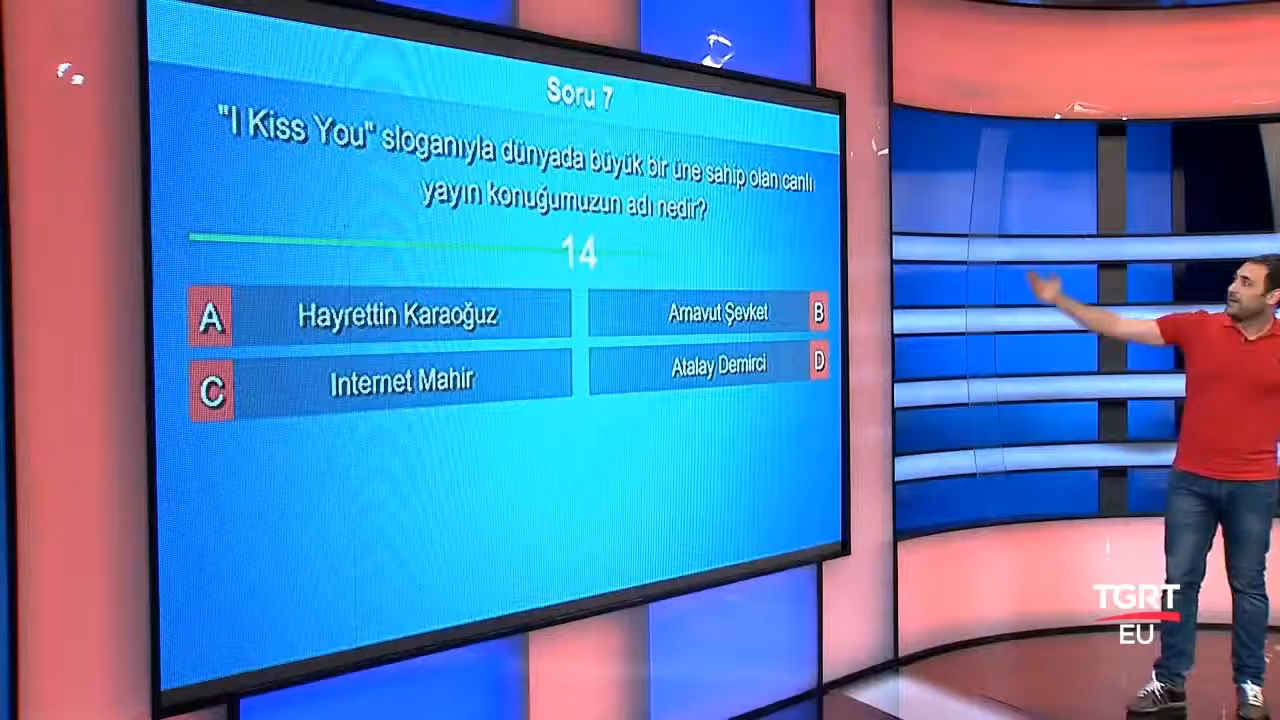 Soru 7
"I Kiss You" sloganıyla dünyada büyük bir üne sahip olan canlı
yayın konuğumuzun adı nedir?
14
A Hayrettin Karaoğuz
Arnavut Şevket B
C Internet Mahir
Atalay Demirci D
TGRT
EU